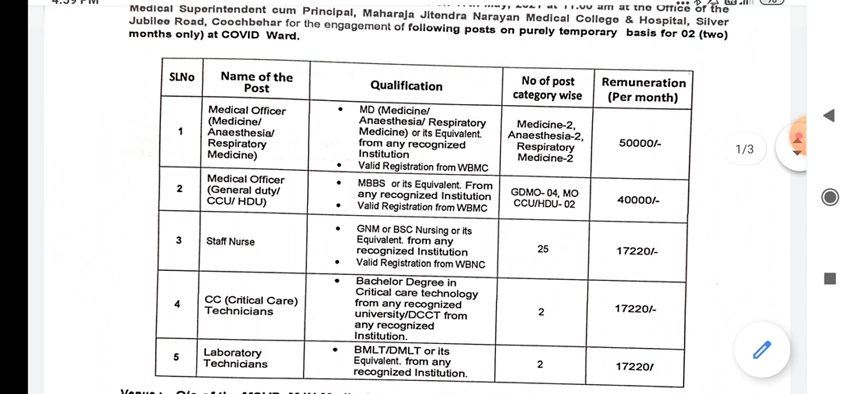 4:59 PM
Medical Superintendent cum Principal, Maharaja Jitendra Narayan Medical College & Hospital, Silver
Jubilee Road, Coochbehar for the engagement of following posts on purely temporary basis for 02 (two)
months only) at COVID Ward.
SLNo Name of the Post Qualification No of post category wise Remuneration (Per month)
1
Medical Officer
(Medicine/
Anaesthesia/
Respiratory
Medicine)
• MD (Medicine/
Anaesthesia/ Respiratory
Medicine) or its Equivalent.
from any recognized
Institution
• Valid Registration from WBMC
Medicine-2,
Anaesthesia-2,
Respiratory
Medicine-2
50000/-
2
Medical Officer
(General duty/
CCU/ HDU)
• MBBS or its Equivalent. From
any recognized Institution
• Valid Registration from WBMC
GDMO- 04, MO
CCU/HDU- 02
40000/-
3
Staff Nurse
• GNM or BSC Nursing or its
Equivalent. from any
recognized Institution
• Valid Registration from WBNC
25
17220/-
4
CC (Critical Care)
Technicians
• Bachelor Degree in
Critical care technology
from any recognized
university/DCCT from
any recognized
Institution.
2
17220/-
5
Laboratory
Technicians
• BMLT/DMLT or its
Equivalent. from any
recognized Institution.
2
17220/
1/3